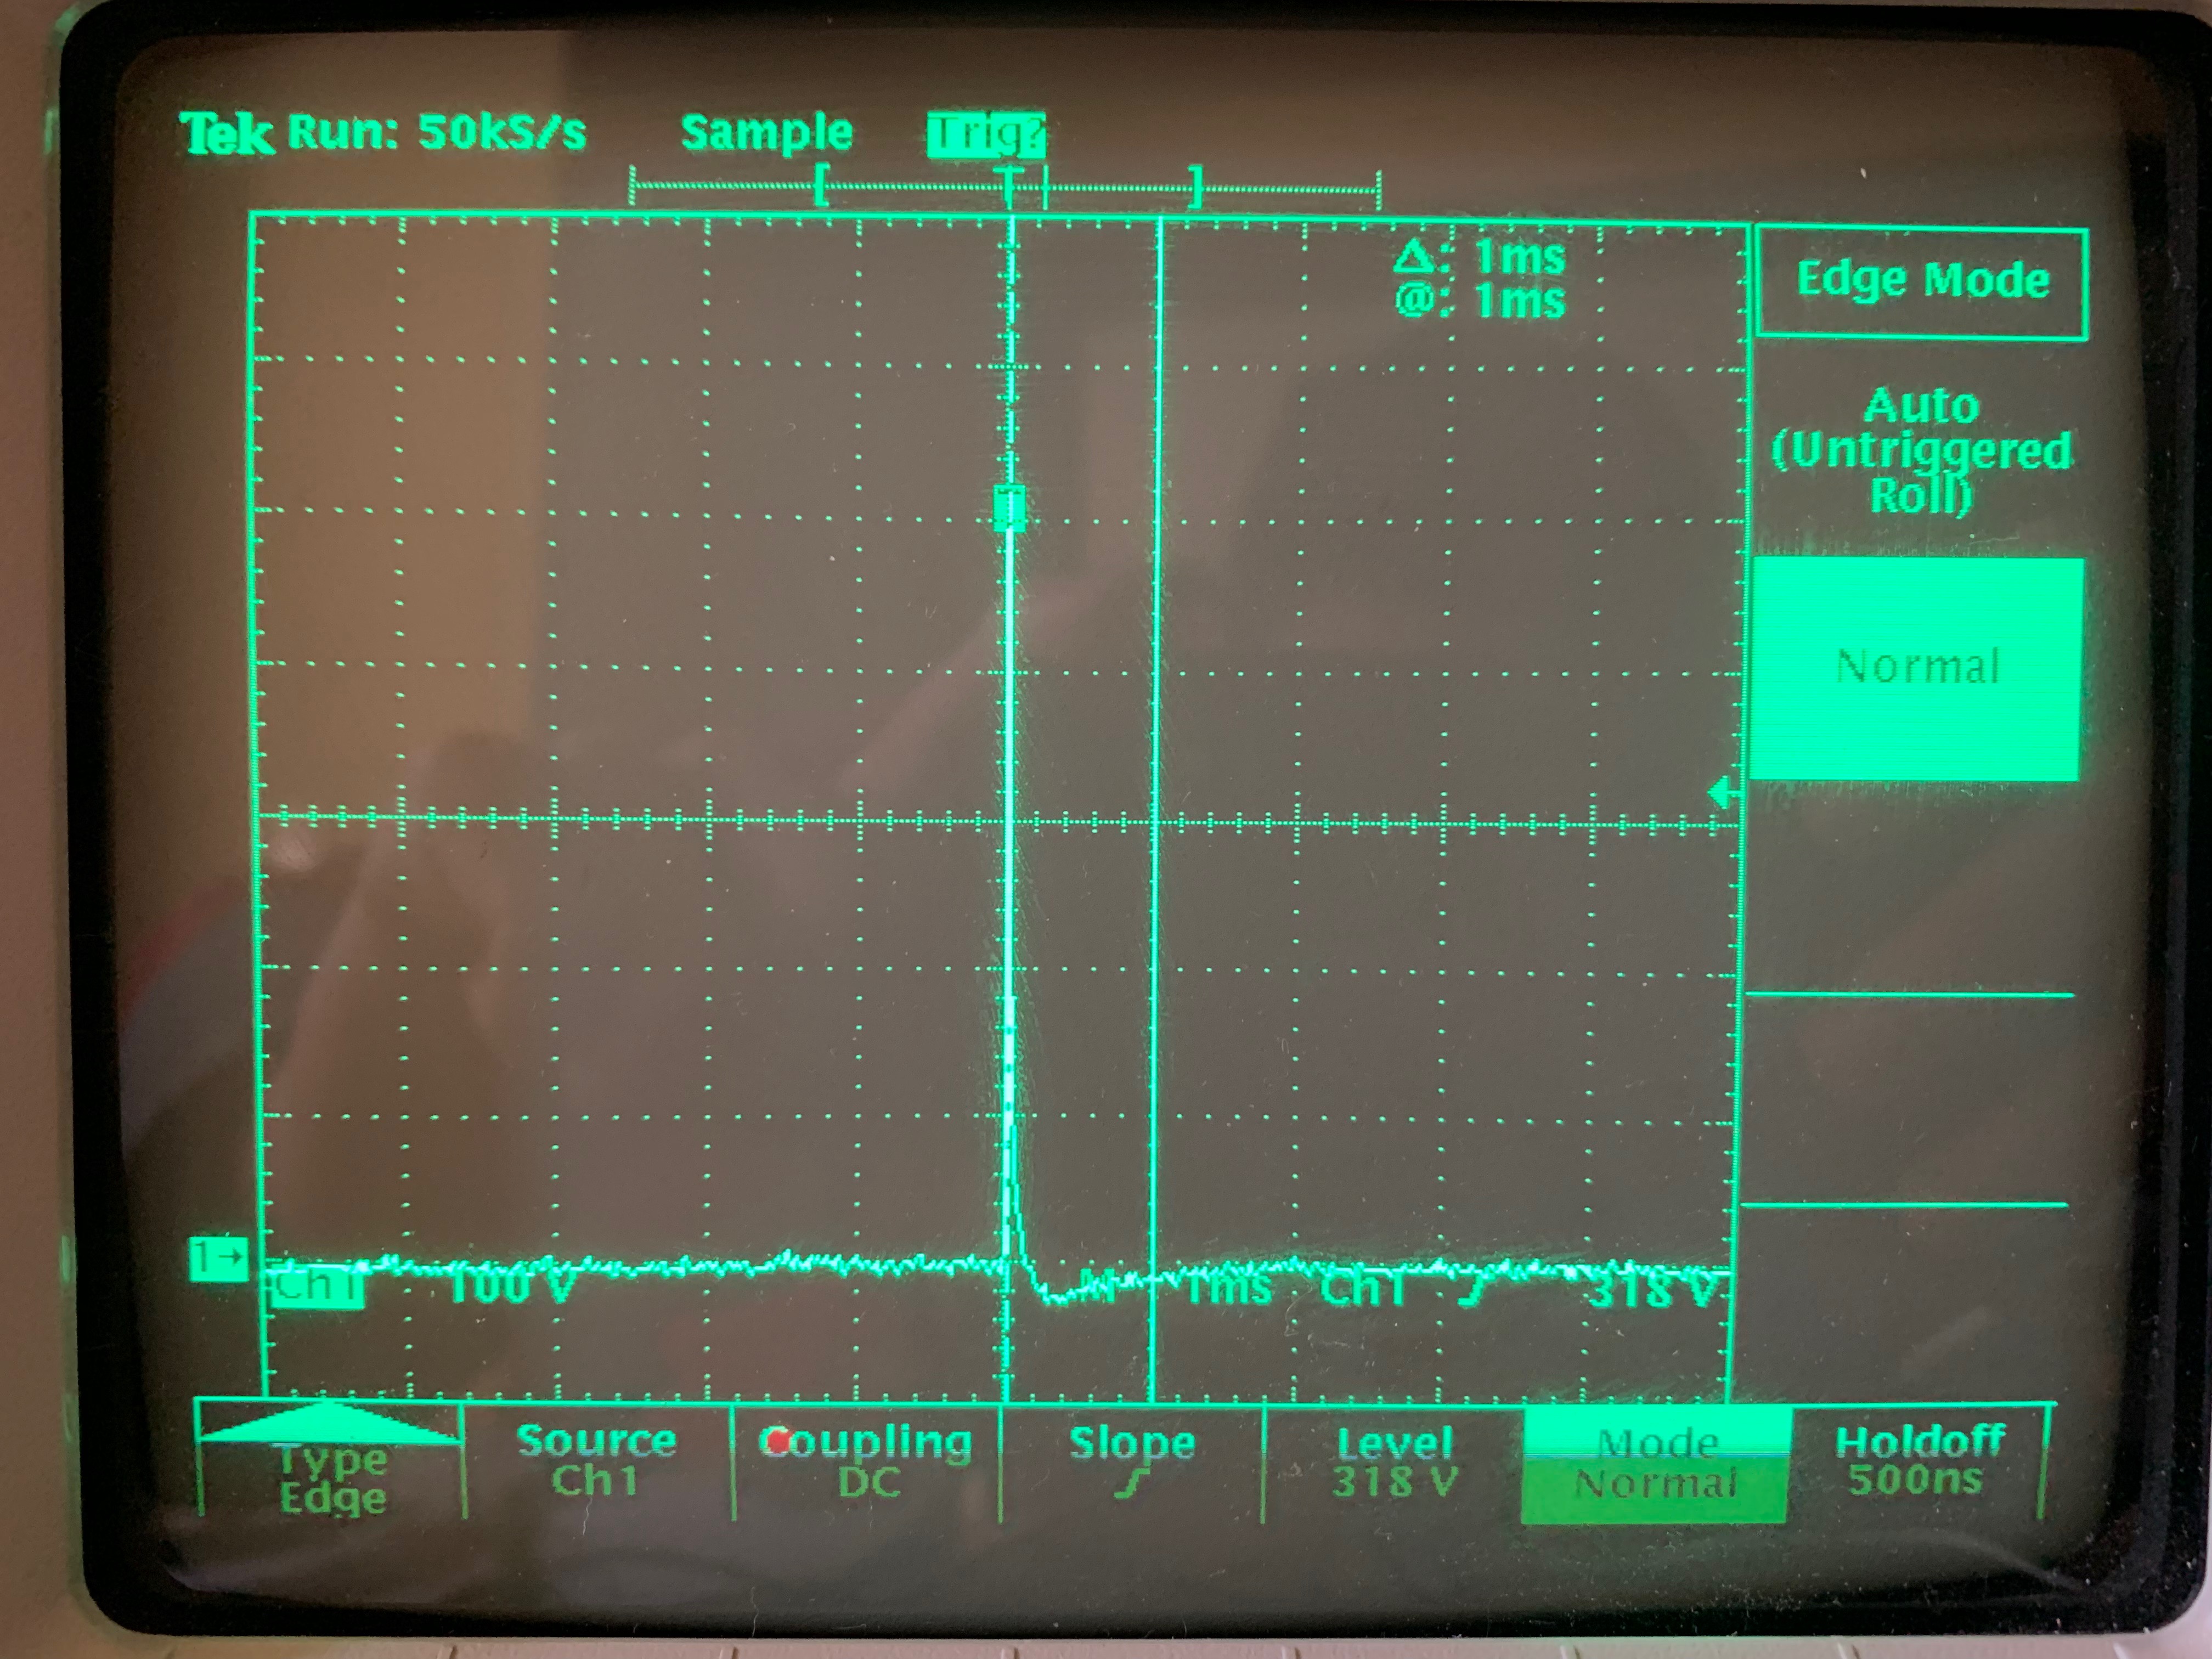 Tek Run: 50kS/s Sample Trig?
T
Δ: 1ms
@: 1ms
Edge Mode
Auto
(Untriggered
Roll)
Normal
1→
Ch1 100 V M 1ms Ch1 ƒ 318 V
Type
Edge
Source
Ch1
Coupling
DC
Slope
ƒ
Level
318 V
Mode
Normal
Holdoff
500ns